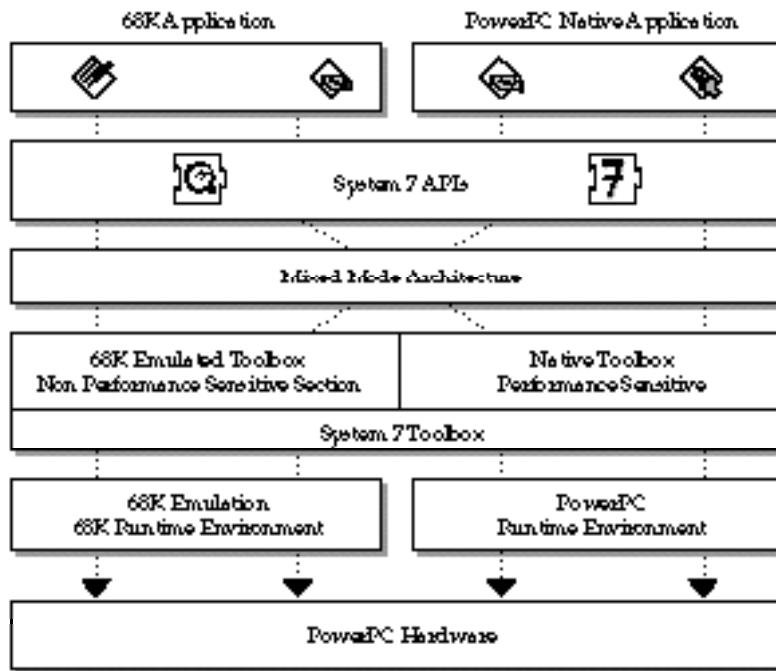 68K Application
PowerPC Native Application
System 7 APIs
7
Mixed Mode Architecture
68K Emulated Toolbox
Non Performance Sensitive Section
Native Toolbox
Performance Sensitive
System 7 Toolbox
68K Emulation
68K Runtime Environment
PowerPC
Runtime Environment
PowerPC Hardware